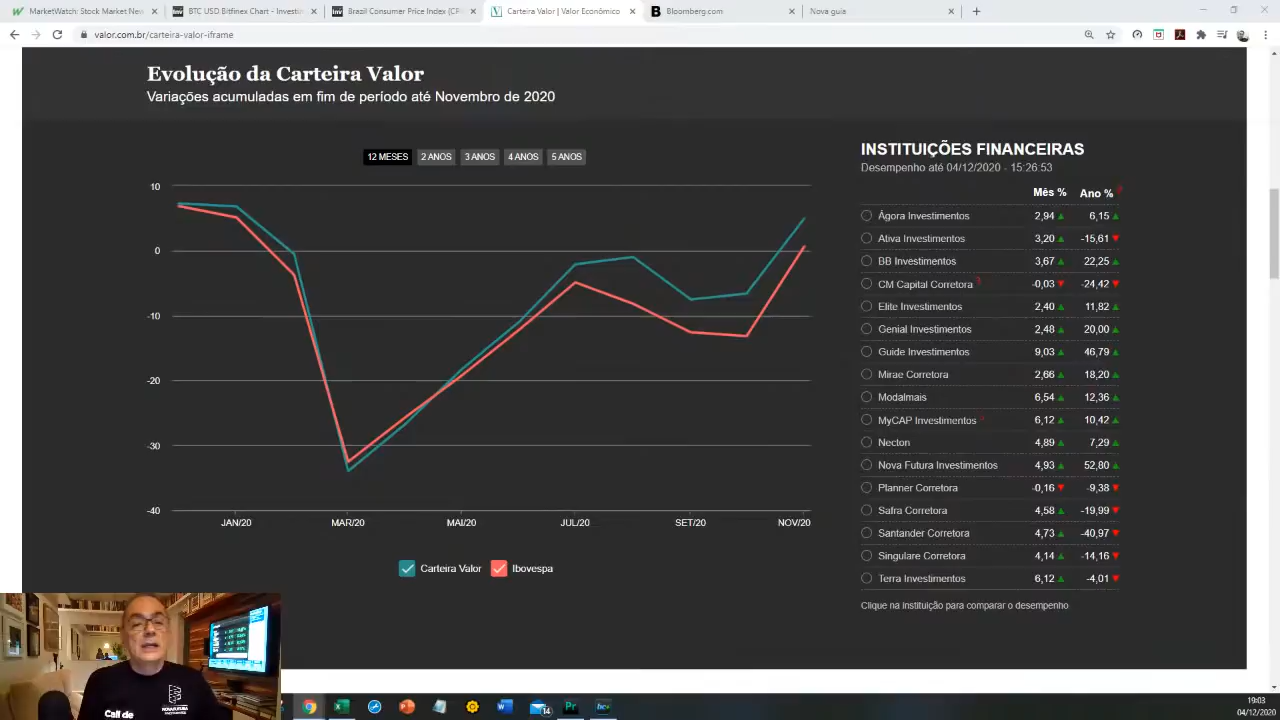 MarketWatch: Stock Market New
BTC USD Bitfinex Chart - Investin
Brazil Consumer Price Index (CP
Carteira Valor | Valor Econômico
Bloomberg.com
Nova guia
valor.com.br/carteira-valor-iframe
Evolução da Carteira Valor
Variações acumuladas em fim de período até Novembro de 2020
12 MESES
2 ANOS
3 ANOS
4 ANOS
5 ANOS
10
0
-10
-20
-30
-40
JAN/20
MAR/20
MAI/20
JUL/20
SET/20
NOV/20
Carteira Valor
Ibovespa
INSTITUIÇÕES FINANCEIRAS
Desempenho até 04/12/2020 - 15:26:53
Mês % Ano %
Ágora Investimentos 2,94 6,15
Ativa Investimentos 3,20 -15,61
BB Investimentos 3,67 22,25
CM Capital Corretora -0,03 -24,42
Elite Investimentos 2,40 11,82
Genial Investimentos 2,48 20,00
Guide Investimentos 9,03 46,79
Mirae Corretora 2,66 18,20
Modalmais 6,54 12,36
MyCAP Investimentos 6,12 10,42
Necton 4,89 7,29
Nova Futura Investimentos 4,93 52,80
Planner Corretora -0,16 -9,38
Safra Corretora 4,58 -19,99
Santander Corretora 4,73 -40,97
Singulare Corretora 4,14 -14,16
Terra Investimentos 6,12 -4,01
Clique na instituição para comparar o desempenho
Call de
14
19:03
04/12/2020